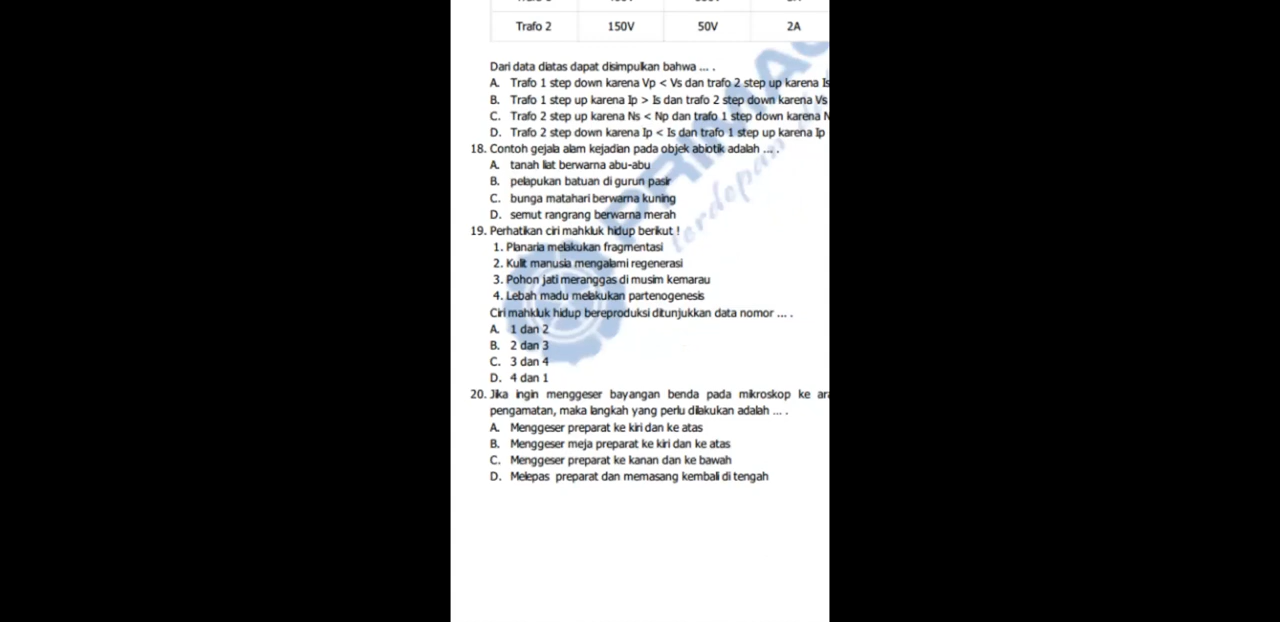 Trafo 2 150V 50V 2A
Dari data diatas dapat disimpulkan bahwa ... .
A. Trafo 1 step down karena Vp < Vs dan trafo 2 step up karena Is
B. Trafo 1 step up karena Ip > Is dan trafo 2 step down karena Vs
C. Trafo 2 step up karena Ns < Np dan trafo 1 step down karena N
D. Trafo 2 step down karena Ip < Is dan trafo 1 step up karena Ip
18. Contoh gejala alam kejadian pada objek abiotik adalah ... .
A. tanah liat berwarna abu-abu
B. pelapukan batuan di gurun pasir
C. bunga matahari berwarna kuning
D. semut rangrang berwarna merah
19. Perhatikan ciri mahkluk hidup berikut !
1. Planaria melakukan fragmentasi
2. Kulit manusia mengalami regenerasi
3. Pohon jati meranggas di musim kemarau
4. Lebah madu melakukan partenogenesis
Ciri mahkluk hidup bereproduksi ditunjukkan data nomor ... .
A. 1 dan 2
B. 2 dan 3
C. 3 dan 4
D. 4 dan 1
20. Jika ingin menggeser bayangan benda pada mikroskop ke
pengamatan, maka langkah yang perlu dilakukan adalah ... .
A. Menggeser preparat ke kiri dan ke atas
B. Menggeser meja preparat ke kiri dan ke atas
C. Menggeser preparat ke kanan dan ke bawah
D. Melepas preparat dan memasang kembali di tengah
PRIMAG
terdepan